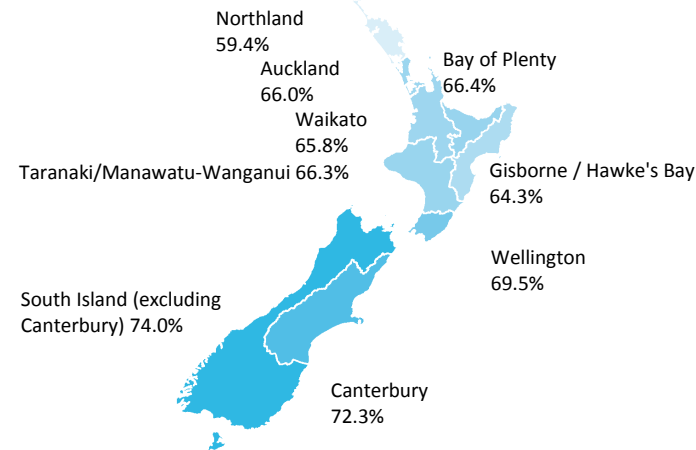 Northland
59.4%
Auckland
66.0%
Bay of Plenty
66.4%
Waikato
65.8%
Taranaki/Manawatu-Wanganui 66.3%
Gisborne / Hawke's Bay
64.3%
Wellington
69.5%
South Island (excluding
Canterbury) 74.0%
Canterbury
72.3%